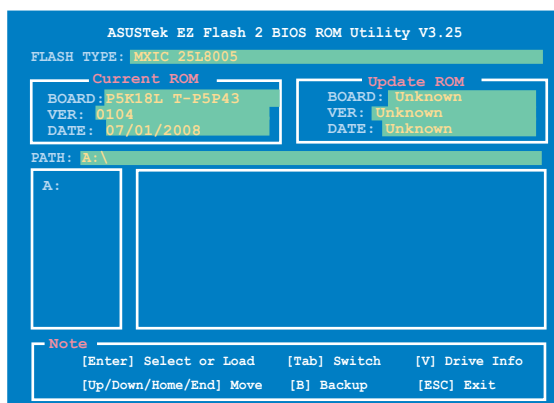 ASUSTek EZ Flash 2 BIOS ROM Utility V3.25
FLASH TYPE: MXIC 25L8005
Current ROM
BOARD: P5K18L T-P5P43
VER: 0104
DATE: 07/01/2008
Update ROM
BOARD: Unknown
VER: Unknown
DATE: Unknown
PATH: A:\
A:
Note
[Enter] Select or Load [Tab] Switch [V] Drive Info
[Up/Down/Home/End] Move [B] Backup [ESC] Exit